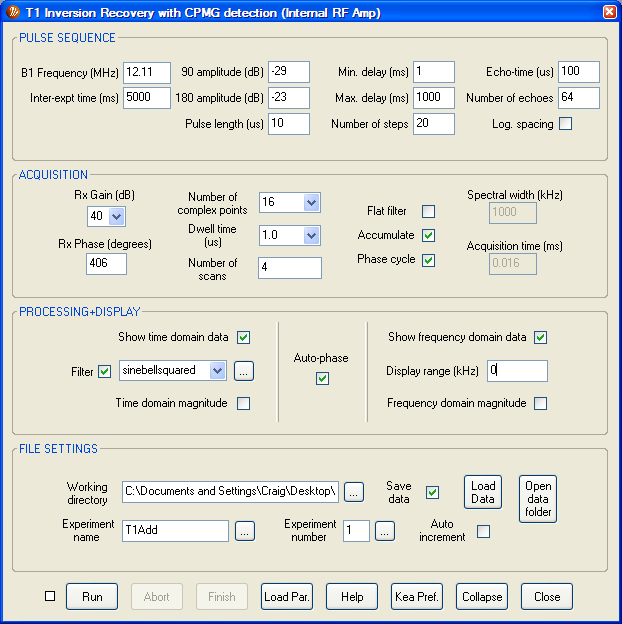 T1 Inversion Recovery with CPMG detection (Internal RF Amp)
PULSE SEQUENCE
B1 Frequency (MHz) 12.11 90 amplitude (dB) -29 Min. delay (ms) 1 Echo-time (us) 100
Inter-expt time (ms) 5000 180 amplitude (dB) -23 Max. delay (ms) 1000 Number of echoes 64
Pulse length (us) 10 Number of steps 20 Log. spacing
ACQUISITION
Rx Gain (dB)
40
Rx Phase (degrees)
406
Number of
complex points 16
Dwell time
(us) 1.0
Number of
scans 4
Flat filter
Accumulate
Phase cycle
Spectral width (kHz)
1000
Acquisition time (ms)
0.016
PROCESSING+DISPLAY
Show time domain data
Filter sinebellsquared ...
Time domain magnitude
Auto-phase
Show frequency domain data
Display range (kHz) 0
Frequency domain magnitude
FILE SETTINGS
Working
directory C:\Documents and Settings\Craig\Desktop\ ...
Save
data
Load
Data
Open
data
folder
Experiment
name T1Add ...
Experiment
number 1 ...
Auto
increment
Run Abort Finish Load Par. Help Kea Pref. Collapse Close